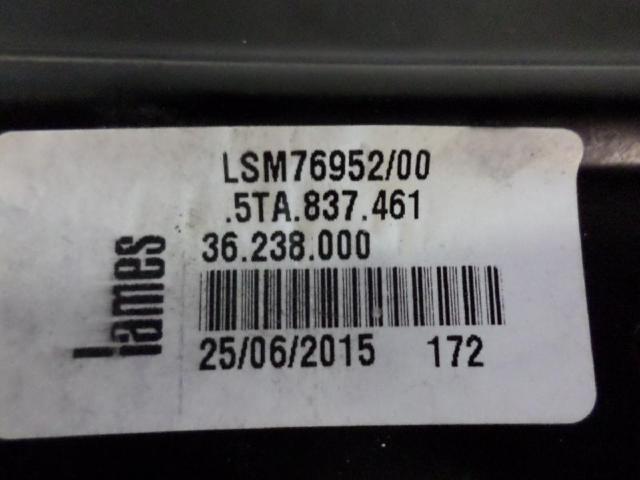 LSM76952/00
.5TA.837.461
36.238.000
25/06/2015 172
iames